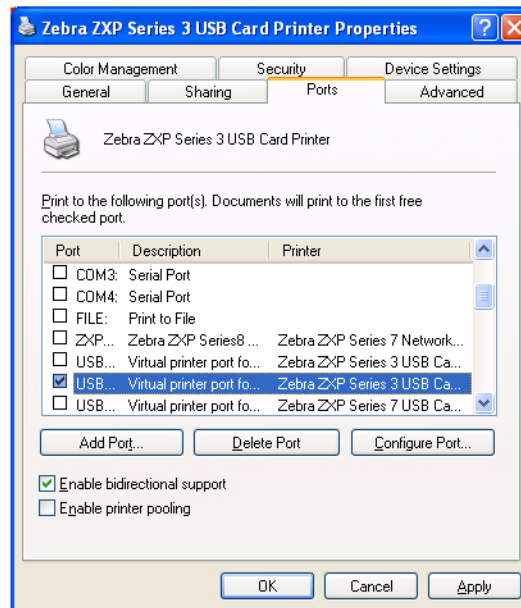 Zebra ZXP Series 3 USB Card Printer Properties
Color Management Security Device Settings
General Sharing Ports Advanced
Zebra ZXP Series 3 USB Card Printer
Print to the following port(s). Documents will print to the first free
checked port.
Port Description Printer
COM3: Serial Port
COM4: Serial Port
FILE: Print to File
ZXP... Zebra ZXP Series8 ... Zebra ZXP Series 7 Network...
USB... Virtual printer port fo... Zebra ZXP Series 3 USB Ca...
USB... Virtual printer port fo... Zebra ZXP Series 3 USB Ca...
USB... Virtual printer port fo... Zebra ZXP Series 7 USB Ca...
Add Port... Delete Port Configure Port...
Enable bidirectional support
Enable printer pooling
OK Cancel Apply